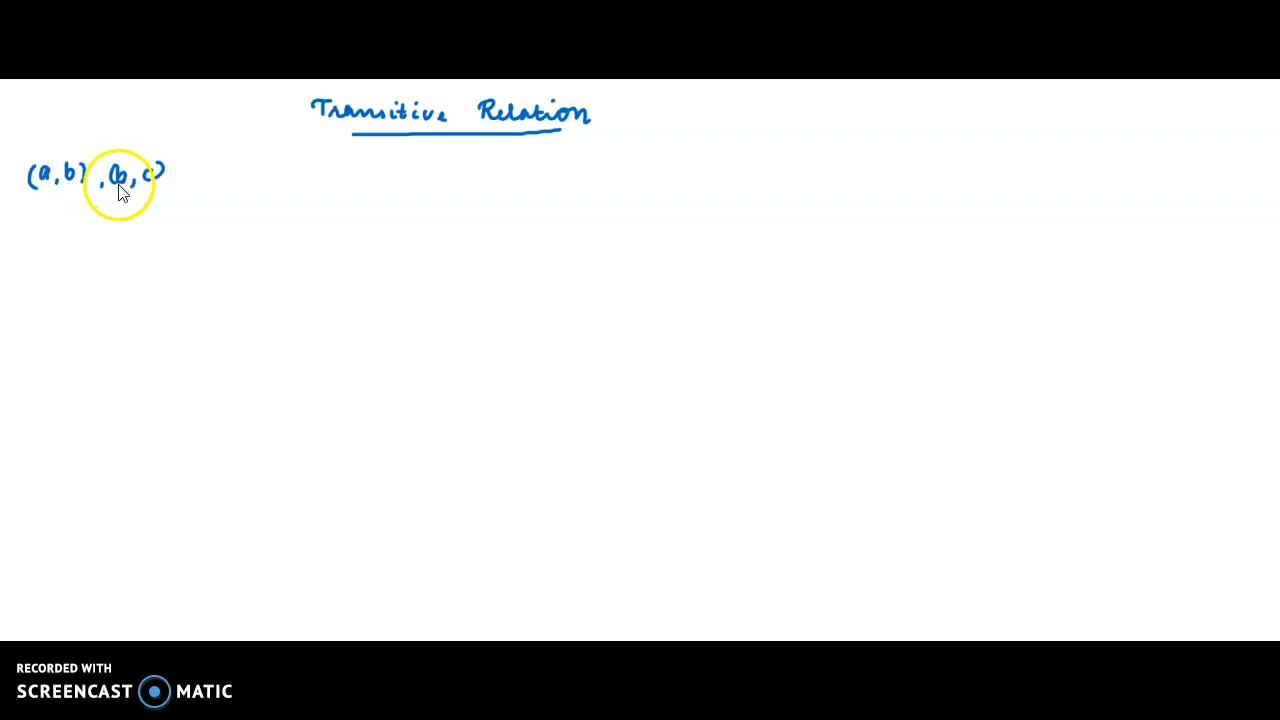 Transitive Relation
(a,b) , (b,c)
RECORDED WITH
SCREENCAST MATIC